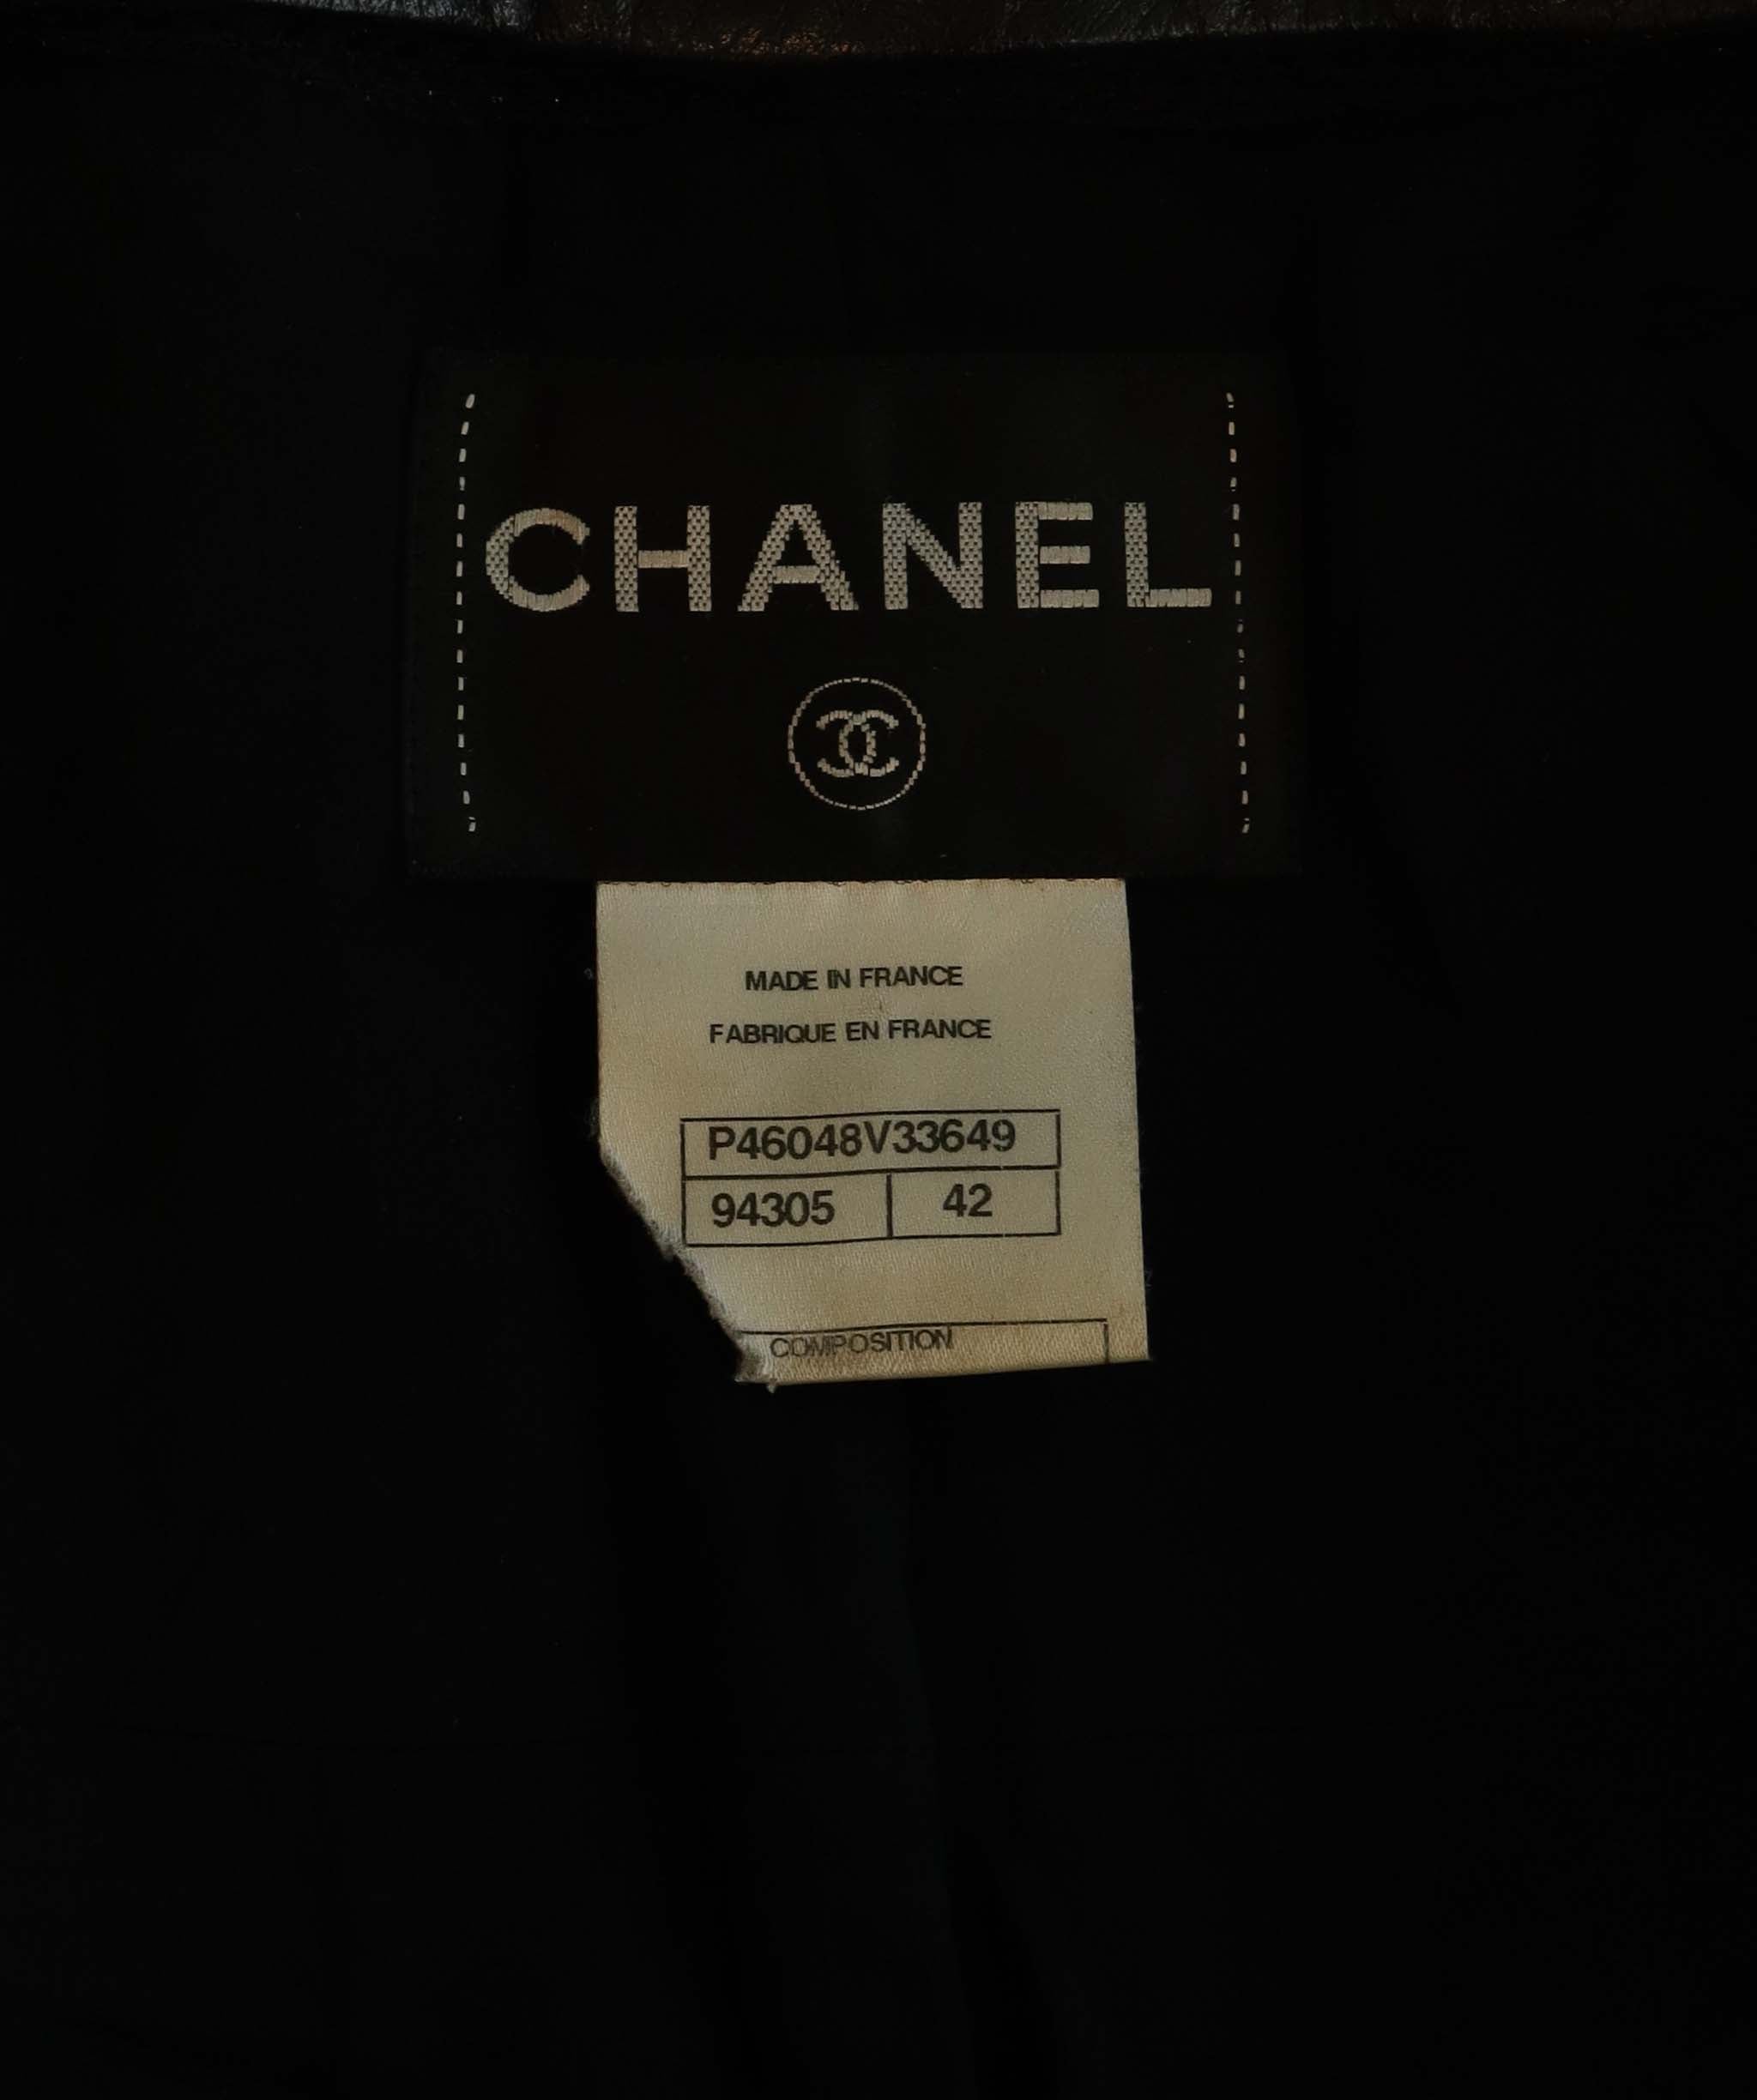 CHANEL
MADE IN FRANCE
FABRIQUE EN FRANCE
P46048V33649
94305 42
COMPOSITION